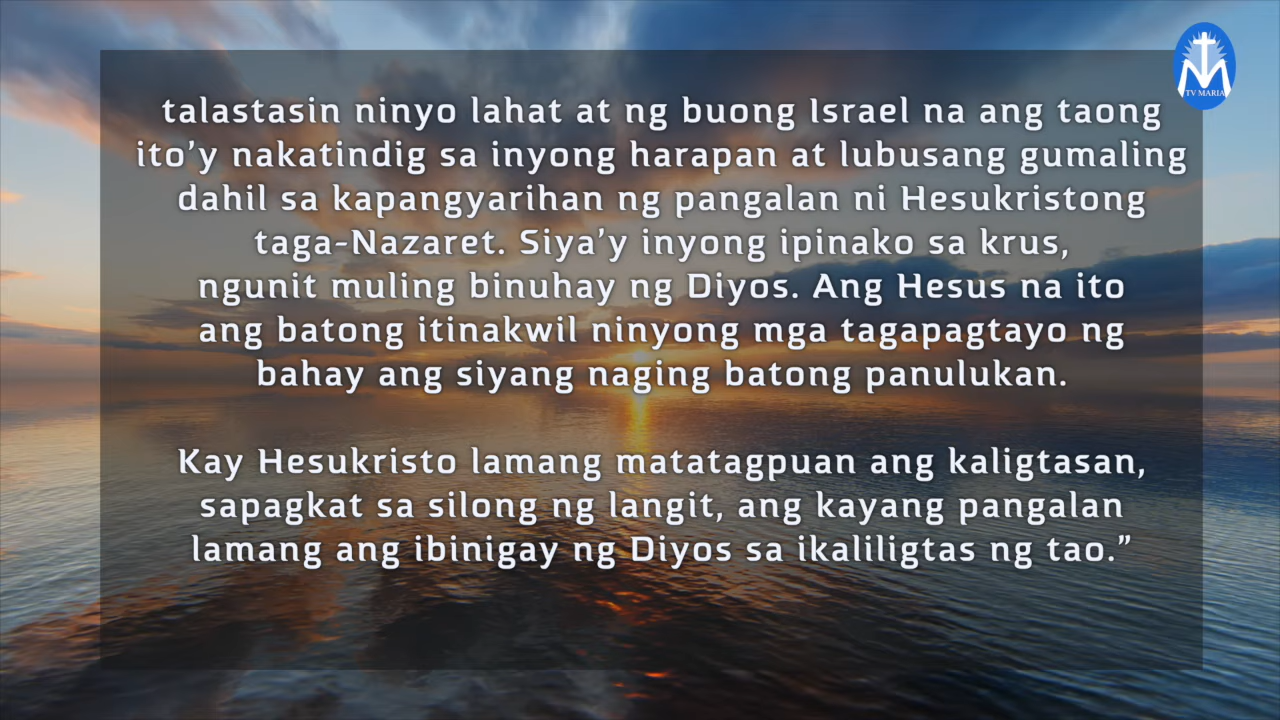 TV MARIA
talastasin ninyo lahat at ng buong Israel na ang taong
ito’y nakatindig sa inyong harapan at lubusang gumaling
dahil sa kapangyarihan ng pangalan ni Hesukristong
taga-Nazaret. Siya’y inyong ipinako sa krus,
ngunit muling binuhay ng Diyos. Ang Hesus na ito
ang batong itinakwil ninyong mga tagapagtayo ng
bahay ang siyang naging batong panulukan.
Kay Hesukristo lamang matatagpuan ang kaligtasan,
sapagkat sa silong ng langit, ang kayang pangalan
lamang ang ibinigay ng Diyos sa ikaliligtas ng tao.”